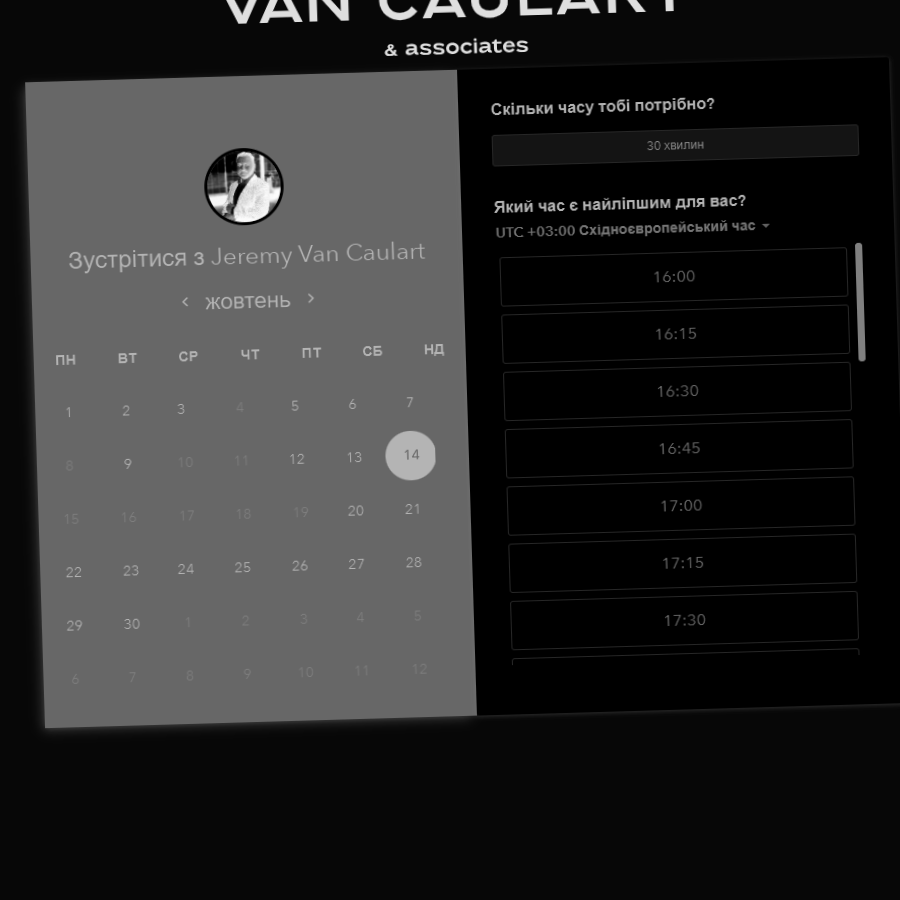 VAN CAULART
& associates
Зустрітися з Jeremy Van Caulart
‹ жовтень ›
ПН ВТ СР ЧТ ПТ СБ НД
1 2 3 4 5 6 7
8 9 10 11 12 13 14
15 16 17 18 19 20 21
22 23 24 25 26 27 28
29 30 1 2 3 4 5
6 7 8 9 10 11 12
Скільки часу тобі потрібно?
30 хвилин
Який час є найліпшим для вас?
UTC +03:00 Східноєвропейський час
16:00
16:15
16:30
16:45
17:00
17:15
17:30